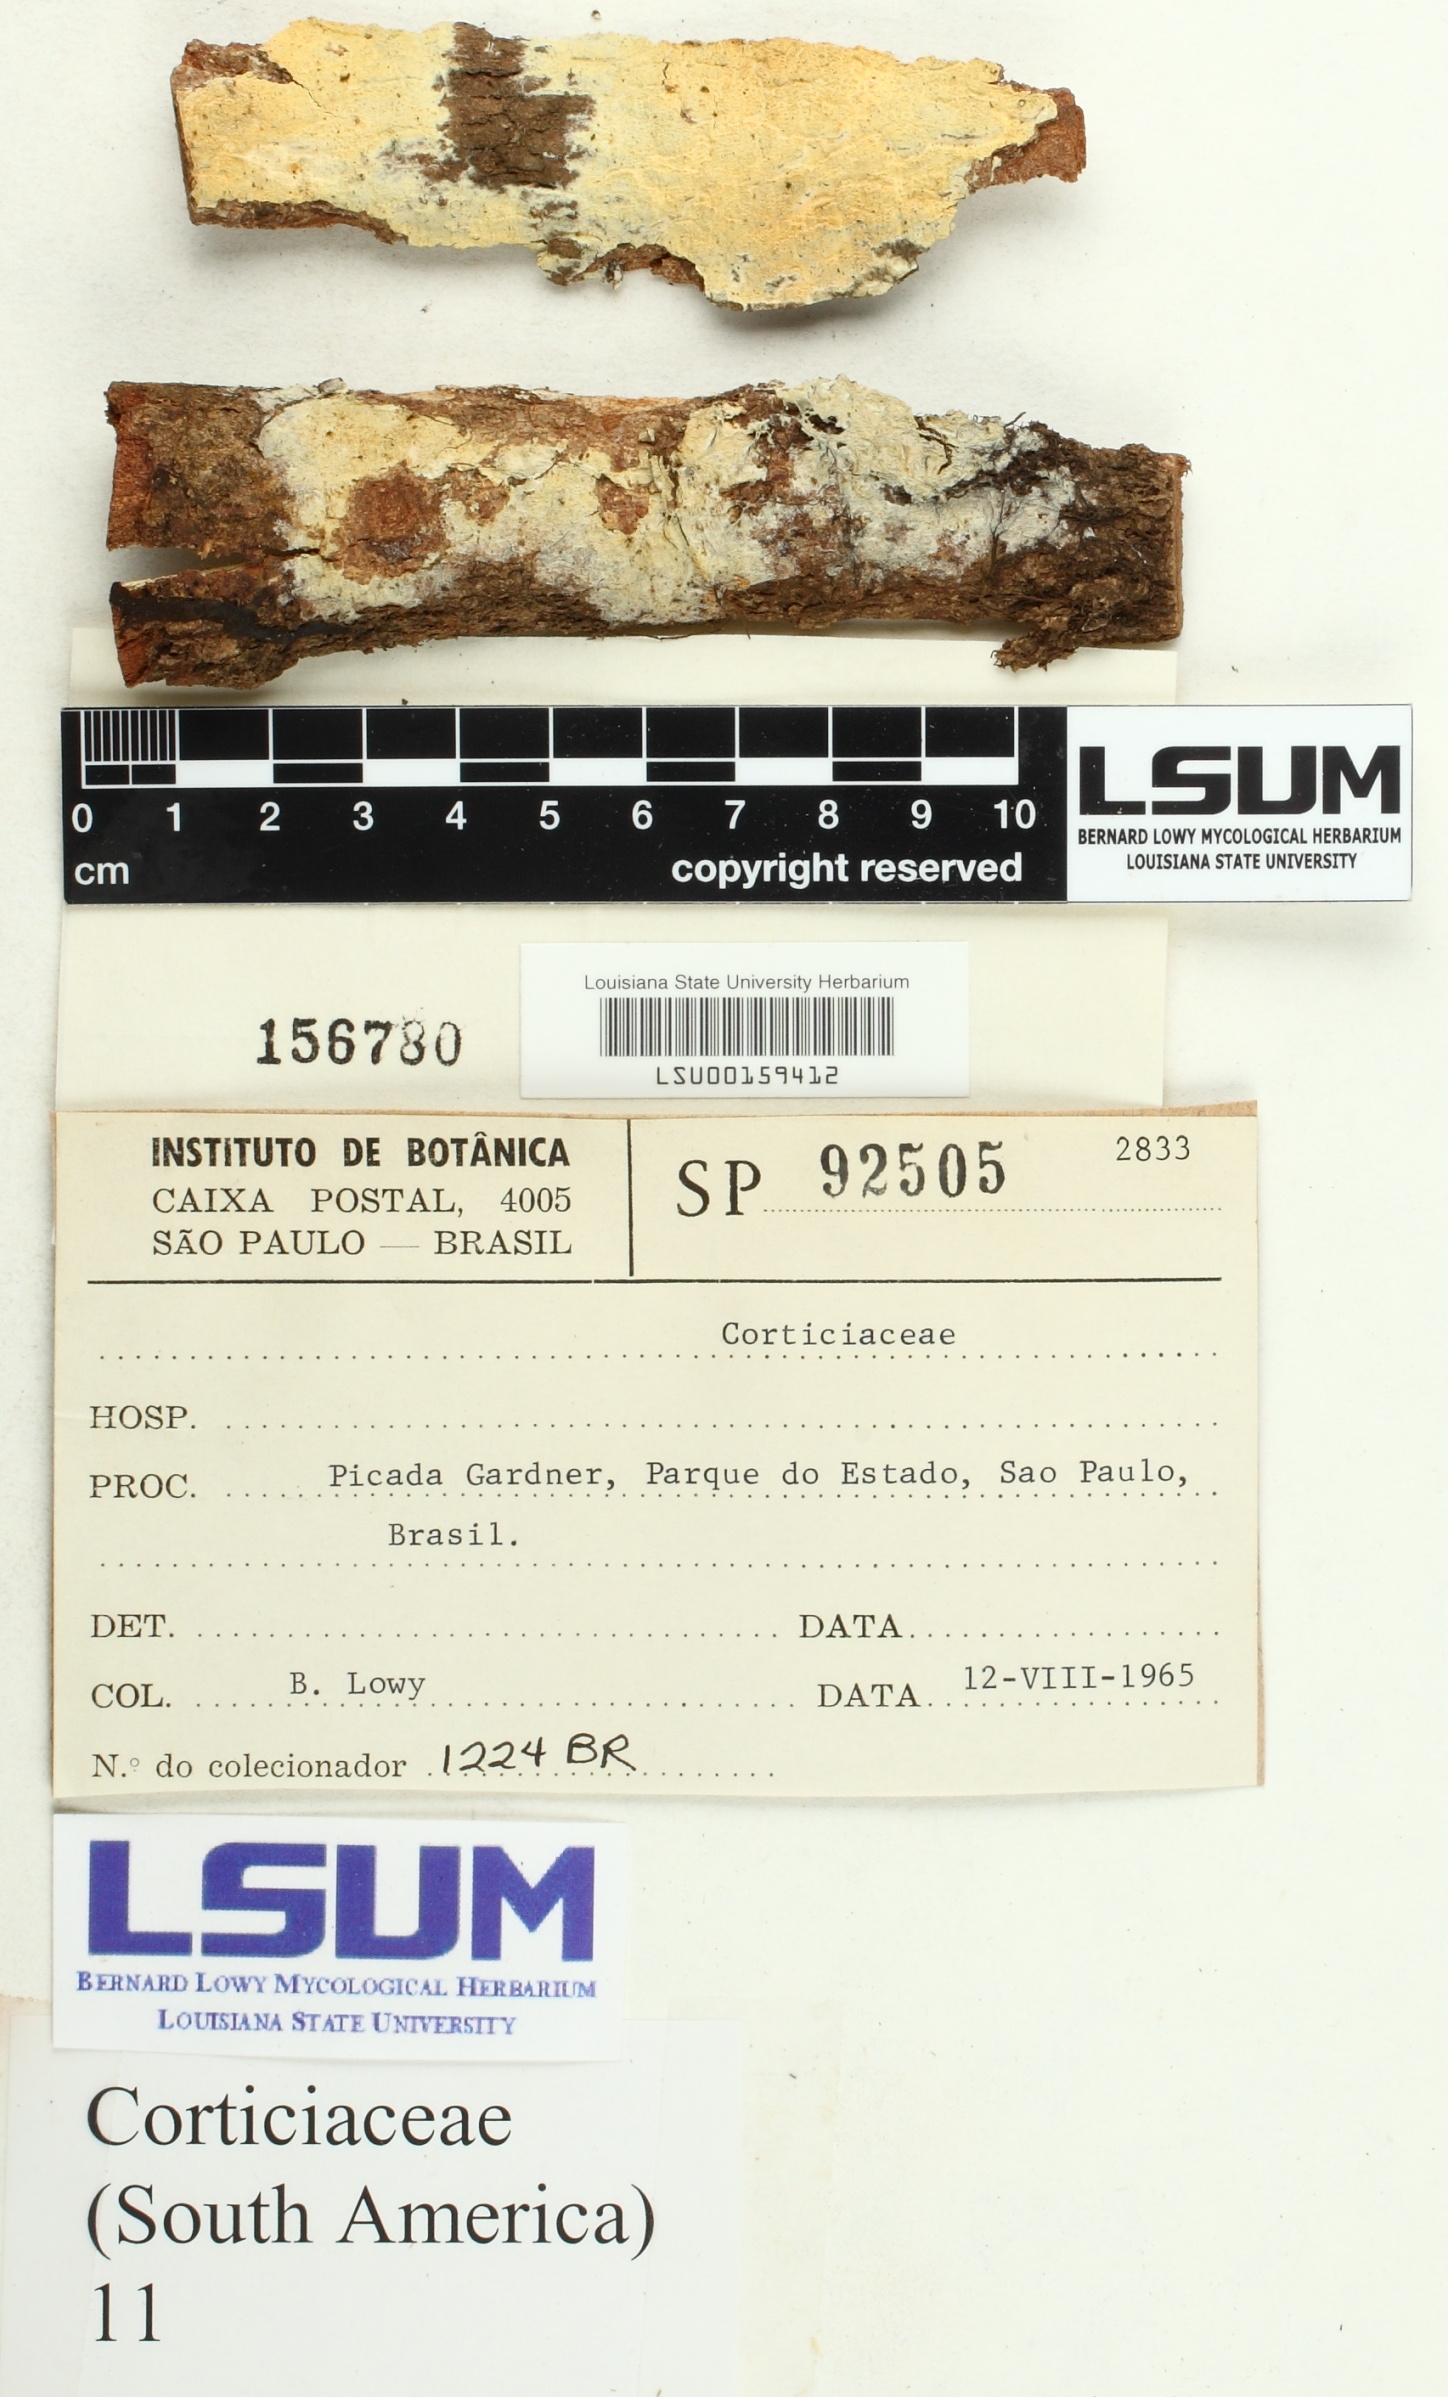 0 1 2 3 4 5 6 7 8 9 10
cm copyright reserved
LSUM
BERNARD LOWY MYCOLOGICAL HERBARIUM
LOUISIANA STATE UNIVERSITY
156780
Louisiana State University Herbarium
LSU00159412
INSTITUTO DE BOTÂNICA
CAIXA POSTAL, 4005
SÃO PAULO — BRASIL
SP 92505 2833
Corticiaceae
HOSP.
PROC. Picada Gardner, Parque do Estado, Sao Paulo,
Brasil.
DET. DATA
COL. B. Lowy DATA 12-VIII-1965
N.º do colecionador 1224 BR
LSUM
BERNARD LOWY MYCOLOGICAL HERBARIUM
LOUISIANA STATE UNIVERSITY
Corticiaceae
(South America)
11